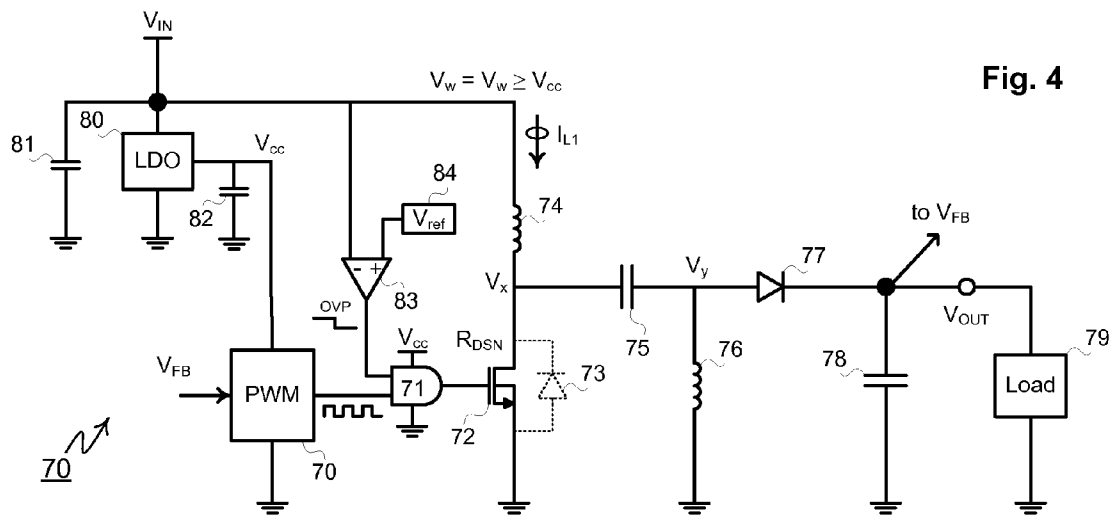 V_IN
Fig. 4
V_w = V_w ≥ V_cc
80
81
LDO
V_cc
I_L1
82
84
V_ref
74
- +
83
OVP
V_cc
V_x
V_y
77
to V_FB
V_OUT
75
76
78
79
Load
R_DSN
73
71
72
V_FB
PWM
70
70